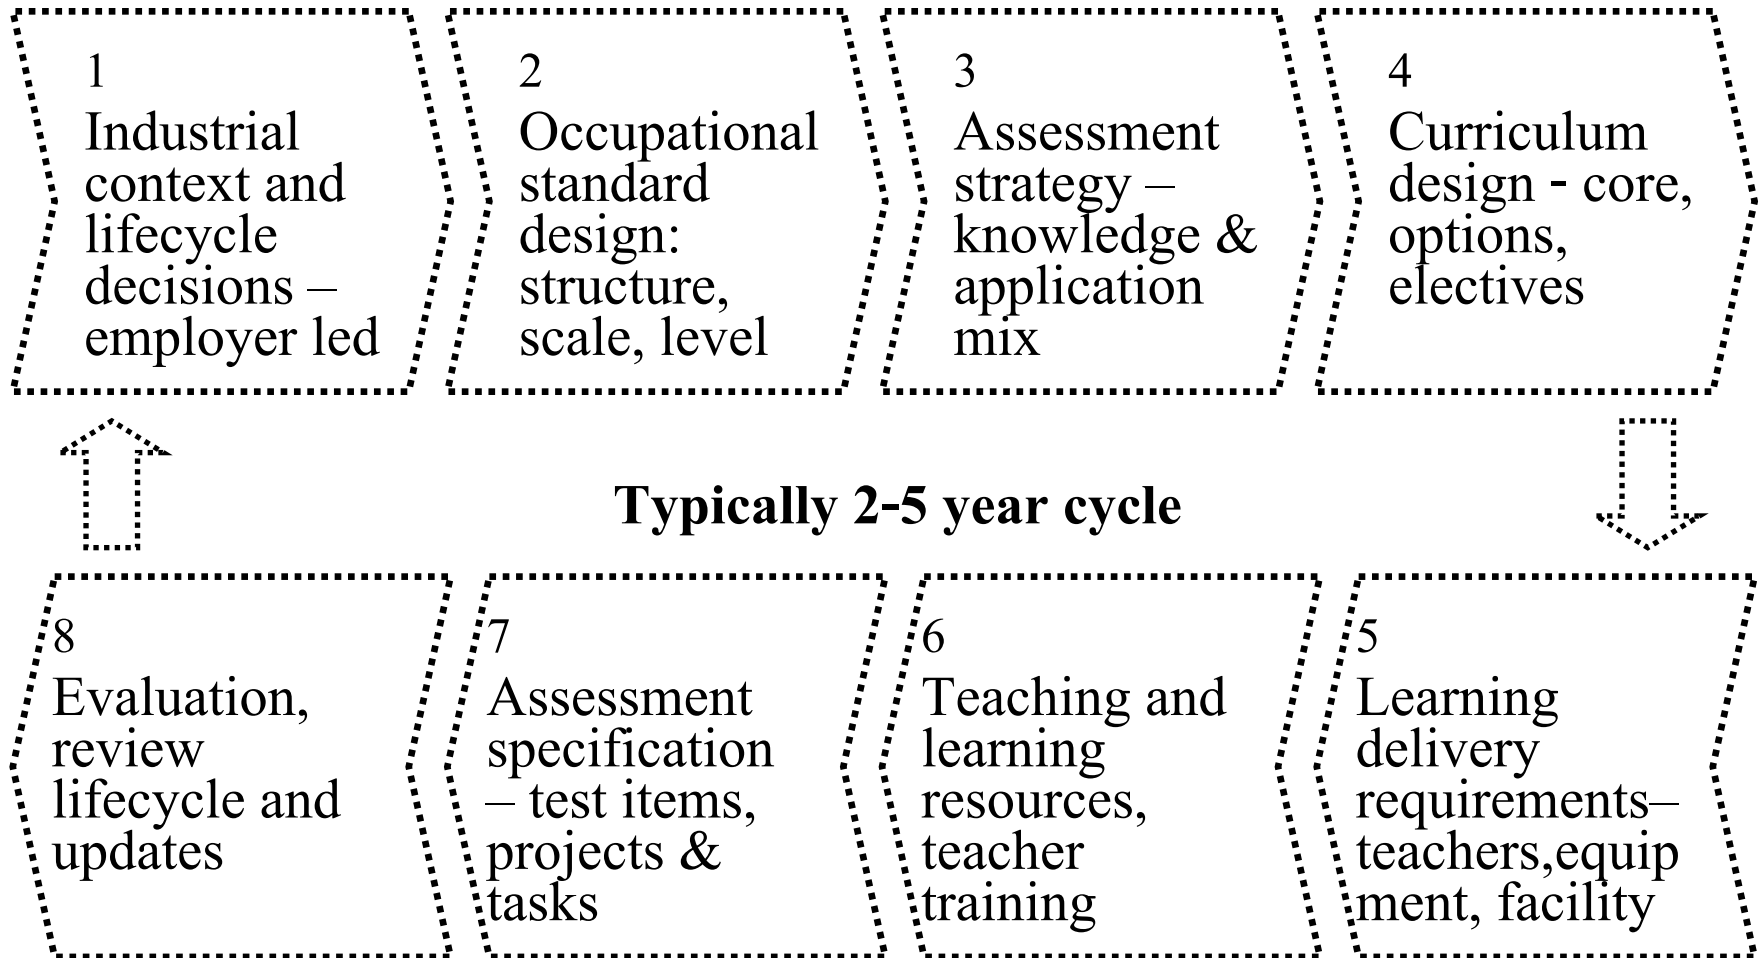 1
Industrial
context and
lifecycle
decisions –
employer led
2
Occupational
standard
design:
structure,
scale, level
3
Assessment
strategy –
knowledge &
application
mix
4
Curriculum
design - core,
options,
electives
Typically 2-5 year cycle
8
Evaluation,
review
lifecycle and
updates
7
Assessment
specification
– test items,
projects &
tasks
6
Teaching and
learning
resources,
teacher
training
5
Learning
delivery
requirements–
teachers,equip
ment, facility